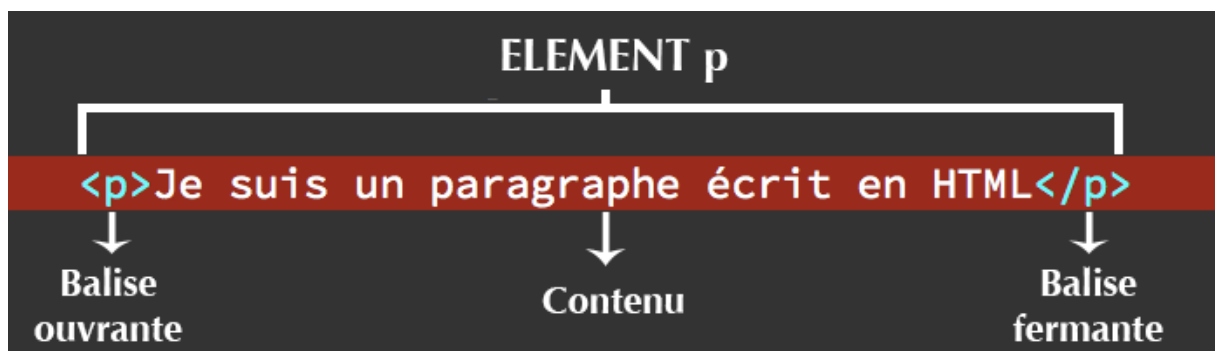 ELEMENT p
<p>Je suis un paragraphe écrit en HTML</p>
Balise
ouvrante
Contenu
Balise
fermante